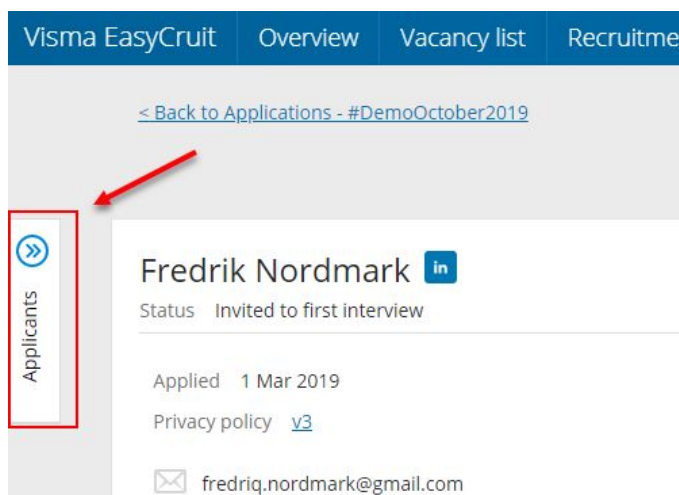 Visma EasyCruit Overview Vacancy list Recruitme
< Back to Applications - #DemoOctober2019
Applicants
Fredrik Nordmark in
Status Invited to first interview
Applied 1 Mar 2019
Privacy policy v3
fredriq.nordmark@gmail.com